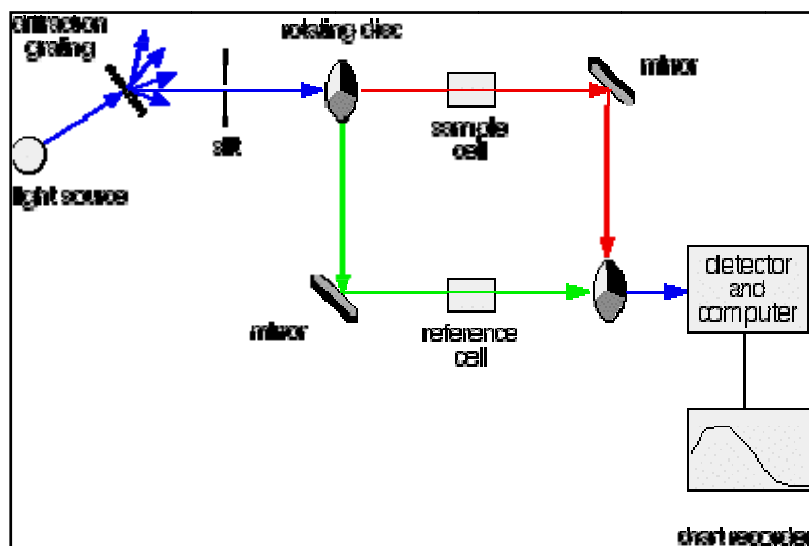 diffraction
grating
rotating disc
mirror
slit
sample
cell
light source
detector
and
computer
mirror
reference
cell
chart recorder